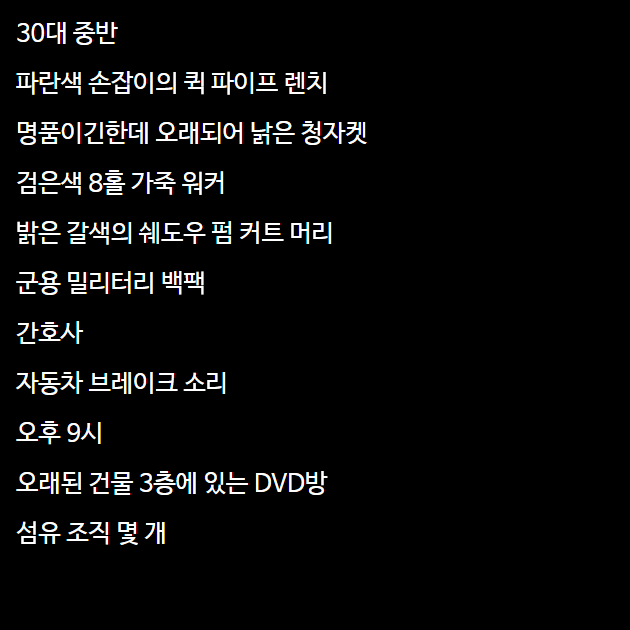 30대 중반
파란색 손잡이의 퀵 파이프 렌치
명품이긴한데 오래되어 낡은 청자켓
검은색 8홀 가죽 워커
밝은 갈색의 쉐도우 펌 커트 머리
군용 밀리터리 백팩
간호사
자동차 브레이크 소리
오후 9시
오래된 건물 3층에 있는 DVD방
섬유 조직 몇 개